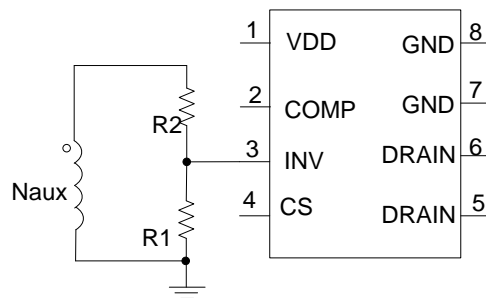 1 VDD GND 8
2 COMP GND 7
R2
3 INV DRAIN 6
Naux
4 CS DRAIN 5
R1